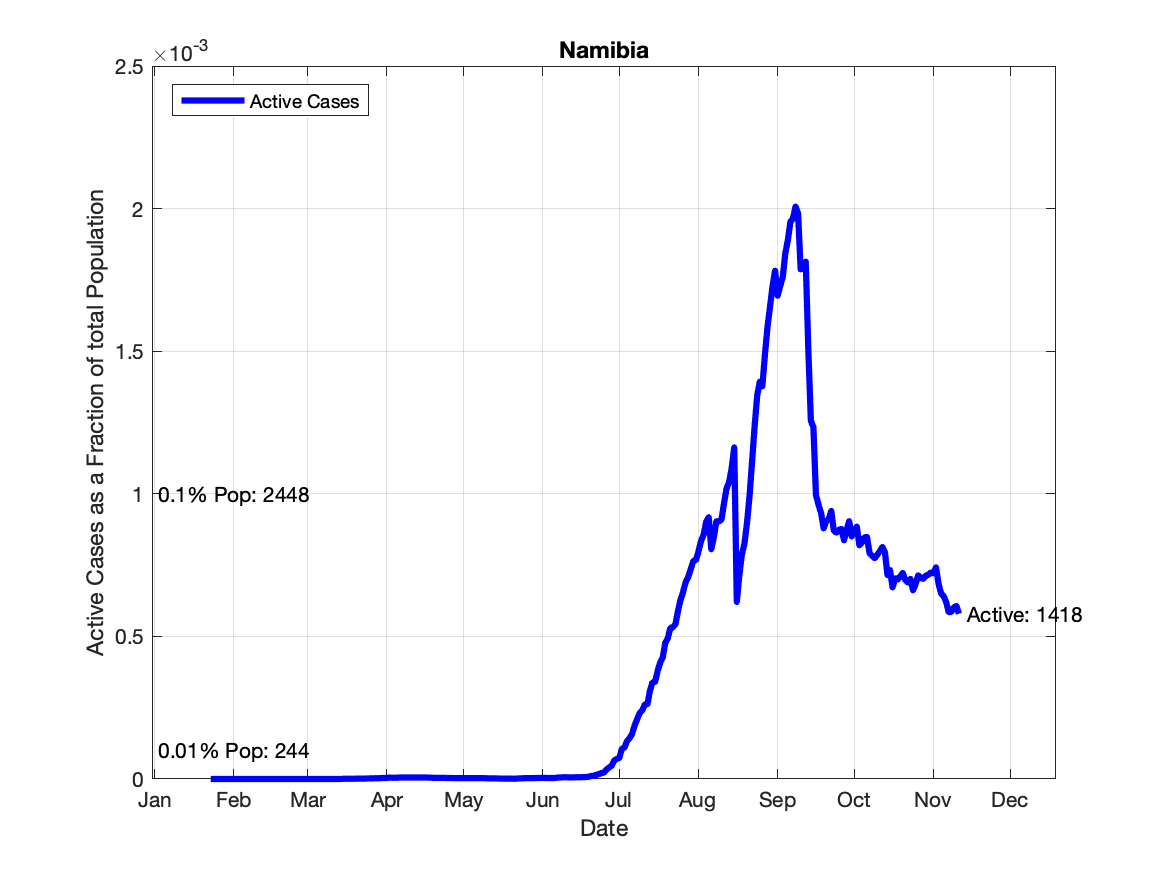 Namibia
×10-3
2.5
2
1.5
1
0.5
0
Active Cases
Active Cases as a Fraction of total Population
0.1% Pop: 2448
0.01% Pop: 244
Active: 1418
Jan Feb Mar Apr May Jun Jul Aug Sep Oct Nov Dec
Date